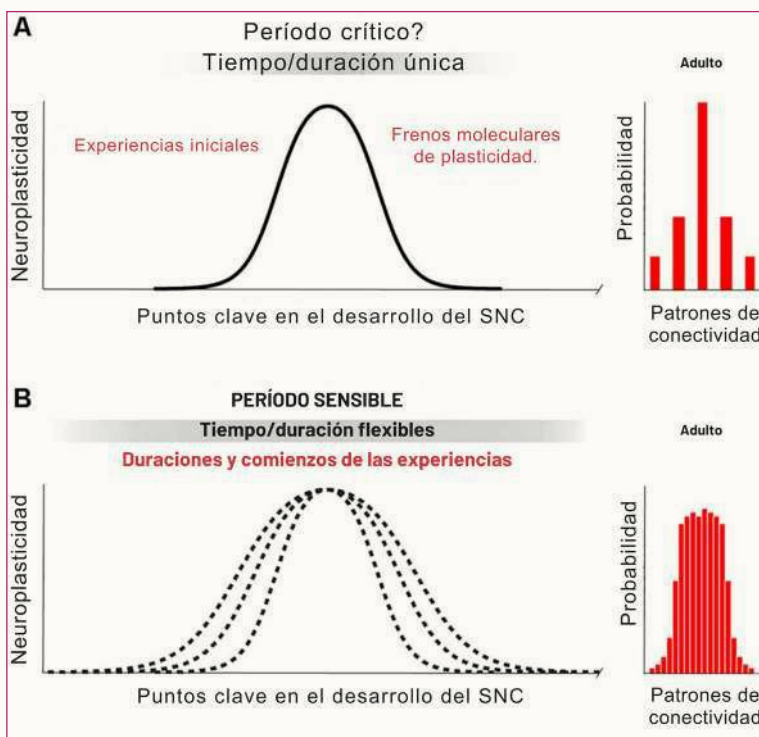 A
Período crítico?
Tiempo/duración única
Adulto
Neuroplasticidad
Experiencias iniciales
Frenos moleculares
de plasticidad.
Probabilidad
Puntos clave en el desarrollo del SNC
Patrones de
conectividad
B
PERÍODO SENSIBLE
Tiempo/duración flexibles
Adulto
Duraciones y comienzos de las experiencias
Neuroplasticidad
Probabilidad
Puntos clave en el desarrollo del SNC
Patrones de
conectividad